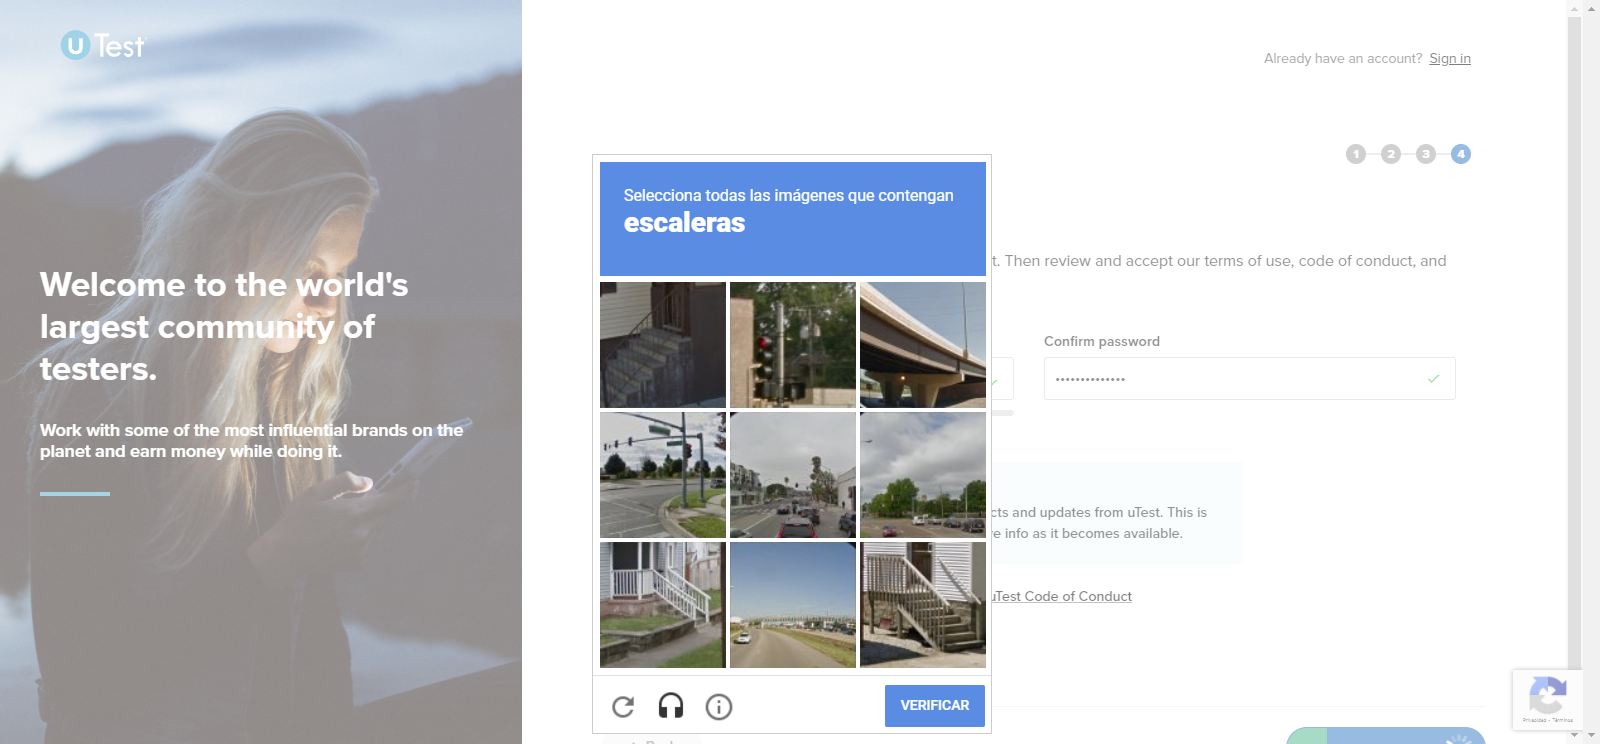 U Test
Already have an account? Sign in
1 2 3 4
Selecciona todas las imágenes que contengan
escaleras
t. Then review and accept our terms of use, code of conduct, and
Welcome to the world's
largest community of
testers.
Confirm password
Work with some of the most influential brands on the
planet and earn money while doing it.
cts and updates from uTest. This is
e info as it becomes available.
uTest Code of Conduct
VERIFICAR
Privacidad - Términos
Back